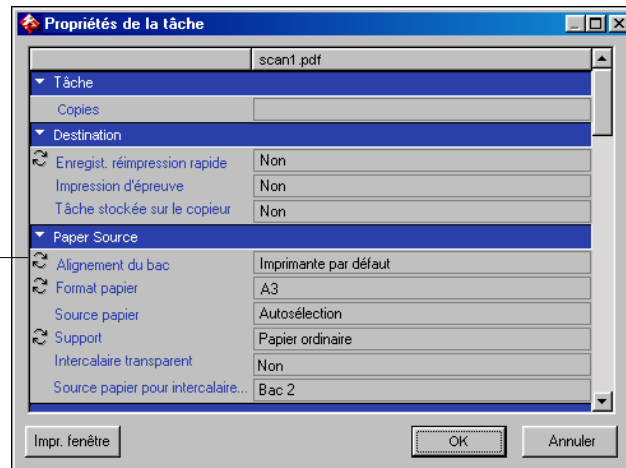 Propriétés de la tâche
scan1.pdf
Tâche
Copies
Destination
Enregist. réimpression rapide Non
Impression d'épreuve Non
Tâche stockée sur le copieur Non
Paper Source
Alignement du bac Imprimante par défaut
Format papier A3
Source papier Autosélection
Support Papier ordinaire
Intercalaire transparent Non
Source papier pour intercalaire... Bac 2
Impr. fenêtre OK Annuler